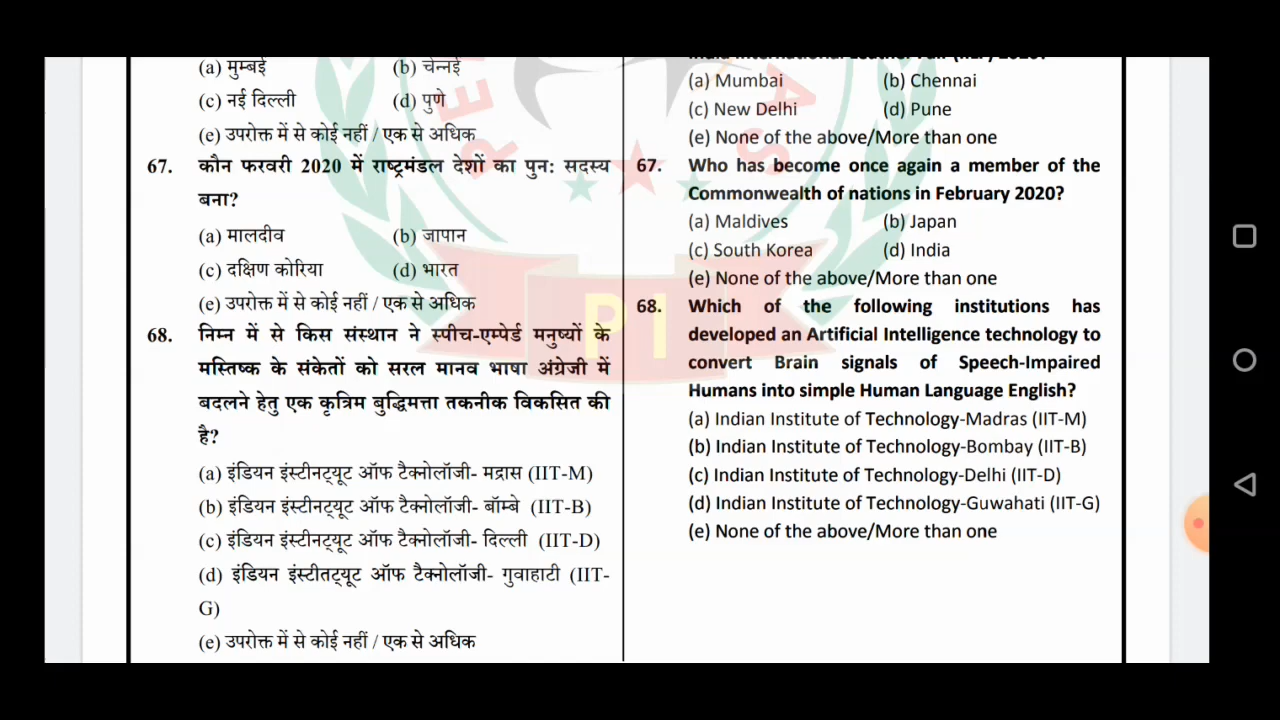 (a) मुम्बई (b) चेन्नई
(c) नई दिल्ली (d) पुणे
(e) उपरोक्त में से कोई नहीं / एक से अधिक
67. कौन फरवरी 2020 में राष्ट्रमंडल देशों का पुन: सदस्य
बना?
(a) मालदीव (b) जापान
(c) दक्षिण कोरिया (d) भारत
(e) उपरोक्त में से कोई नहीं / एक से अधिक
68. निम्न में से किस संस्थान ने स्पीच-एम्पेर्ड मनुष्यों के
मस्तिष्क के संकेतों को सरल मानव भाषा अंग्रेजी में
बदलने हेतु एक कृत्रिम बुद्धिमत्ता तकनीक विकसित की
है?
(a) इंडियन इंस्टीनट्यूट ऑफ टैक्नोलॉजी- मद्रास (IIT-M)
(b) इंडियन इंस्टीनट्यूट ऑफ टैक्नोलॉजी- बॉम्बे (IIT-B)
(c) इंडियन इंस्टीनट्यूट ऑफ टैक्नोलॉजी- दिल्ली (IIT-D)
(d) इंडियन इंस्टीतट्यूट ऑफ टैक्नोलॉजी- गुवाहाटी (IIT-
G)
(e) उपरोक्त में से कोई नहीं / एक से अधिक
(a) Mumbai (b) Chennai
(c) New Delhi (d) Pune
(e) None of the above/More than one
67. Who has become once again a member of the
Commonwealth of nations in February 2020?
(a) Maldives (b) Japan
(c) South Korea (d) India
(e) None of the above/More than one
68. Which of the following institutions has
developed an Artificial Intelligence technology to
convert Brain signals of Speech-Impaired
Humans into simple Human Language English?
(a) Indian Institute of Technology-Madras (IIT-M)
(b) Indian Institute of Technology-Bombay (IIT-B)
(c) Indian Institute of Technology-Delhi (IIT-D)
(d) Indian Institute of Technology-Guwahati (IIT-G)
(e) None of the above/More than one
PI